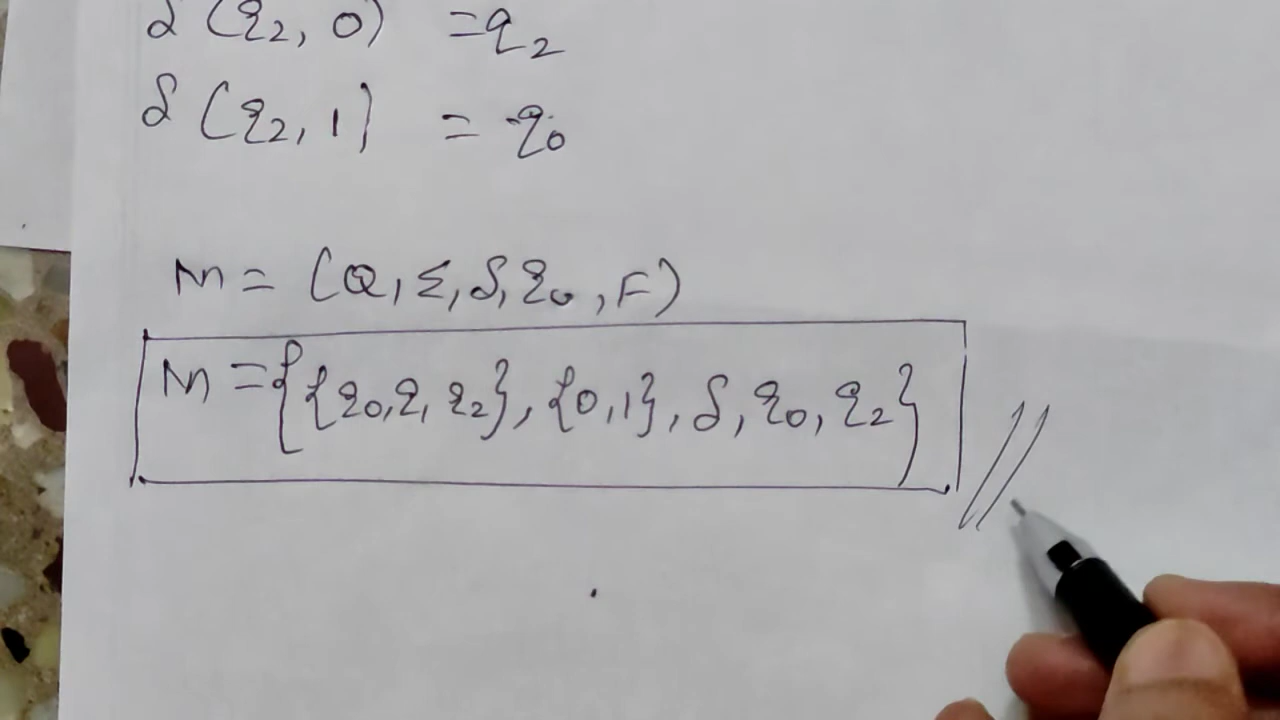 δ (q₂, 0) = q₂
δ (q₂, 1) = q₀
M = (Q, Σ, δ, q₀, F)
M = {{q₀, q₁, q₂}, {0, 1}, δ, q₀, q₂}